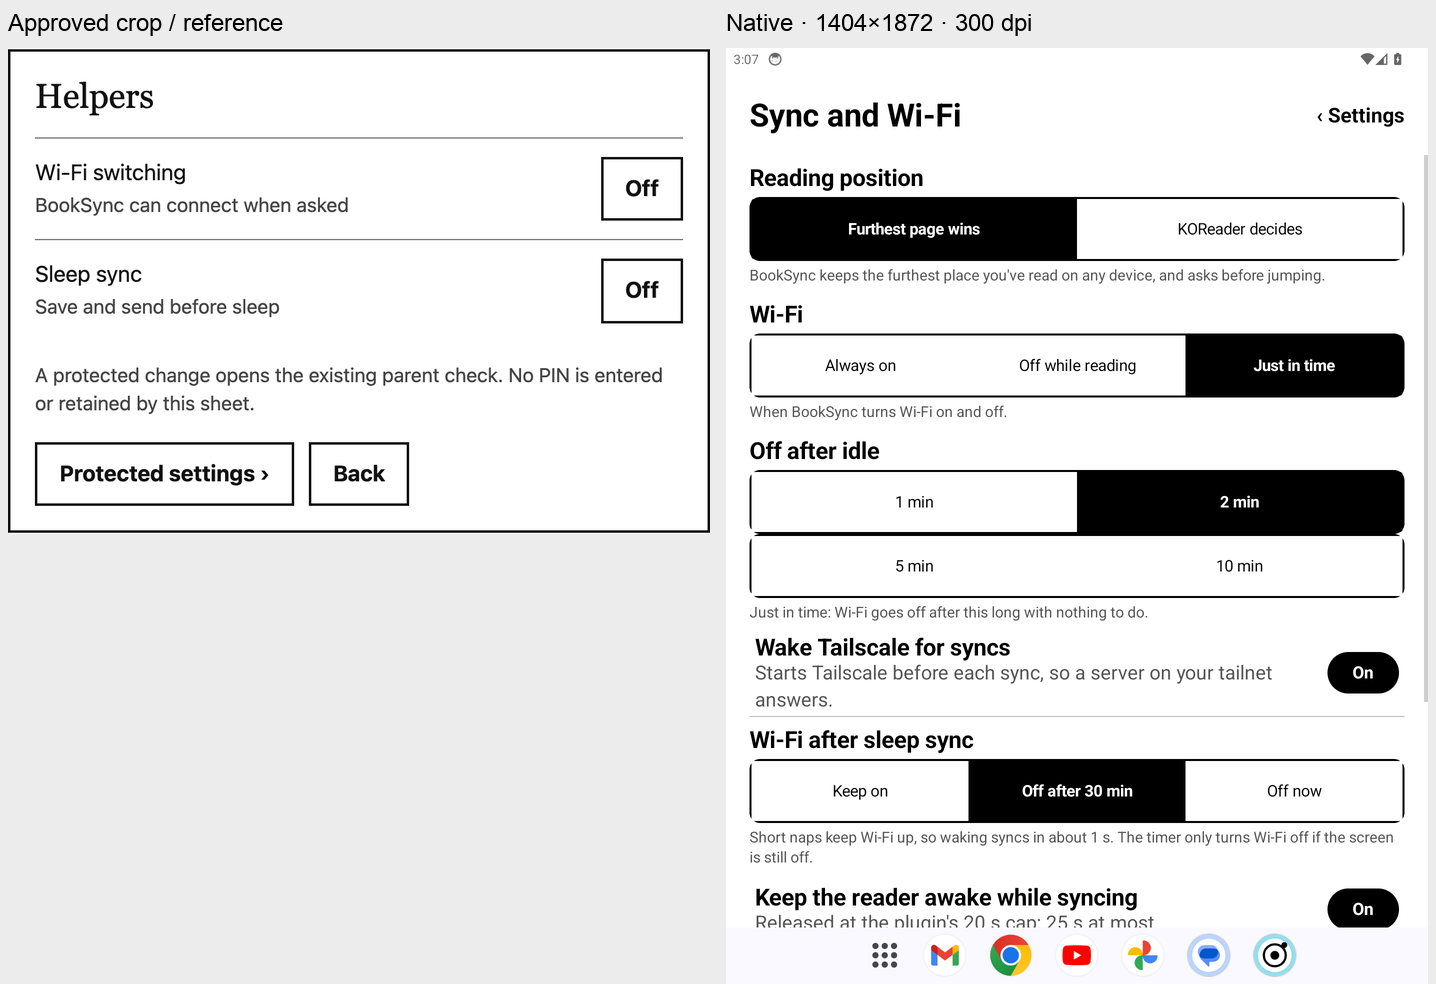 Approved crop / reference
Helpers
Wi-Fi switching
BookSync can connect when asked
Off
Sleep sync
Save and send before sleep
Off
A protected change opens the existing parent check. No PIN is entered
or retained by this sheet.
Protected settings ›
Back
Native · 1404×1872 · 300 dpi
3:07
Sync and Wi-Fi
‹ Settings
Reading position
Furthest page wins
KOReader decides
BookSync keeps the furthest place you've read on any device, and asks before jumping.
Wi-Fi
Always on
Off while reading
Just in time
When BookSync turns Wi-Fi on and off.
Off after idle
1 min
2 min
5 min
10 min
Just in time: Wi-Fi goes off after this long with nothing to do.
Wake Tailscale for syncs
Starts Tailscale before each sync, so a server on your tailnet
answers.
On
Wi-Fi after sleep sync
Keep on
Off after 30 min
Off now
Short naps keep Wi-Fi up, so waking syncs in about 1 s. The timer only turns Wi-Fi off if the screen
is still off.
Keep the reader awake while syncing
Released at the plugin's 20 s cap; 25 s at most
On